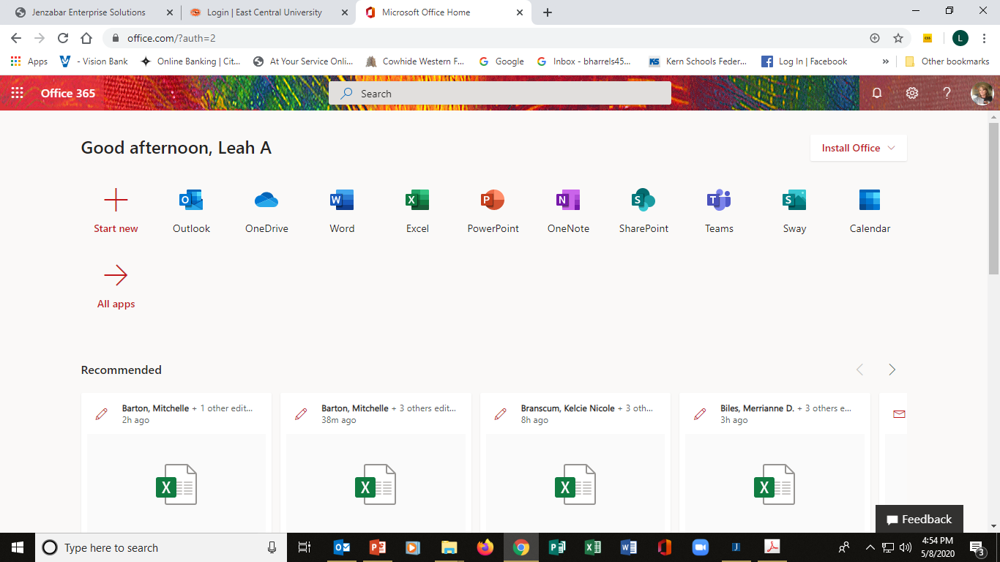 Jenzabar Enterprise Solutions
Login | East Central University
Microsoft Office Home
office.com/?auth=2
css
L
Apps
- Vision Bank
Online Banking | Cit...
At Your Service Onli...
Cowhide Western F...
Google
Inbox - bharrels45...
KS Kern Schools Feder...
Log In | Facebook
»
Other bookmarks
Office 365
Search
?
Good afternoon, Leah A
Install Office
Start new
Outlook
OneDrive
Word
Excel
PowerPoint
OneNote
SharePoint
Teams
Sway
Calendar
All apps
Recommended
Barton, Mitchelle + 1 other edit...
2h ago
Barton, Mitchelle + 3 others edit...
38m ago
Branscum, Kelcie Nicole + 3 oth...
8h ago
Biles, Merrianne D. + 3 others e...
3h ago
Feedback
Type here to search
4:54 PM
5/8/2020
3